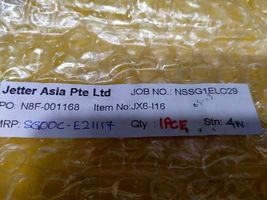 Jetter Asia Pte Ltd JOB NO.: NSSG1ELC29
PO: N8F-001168 Item No:JX6-I16
MRP: SGODC-E21117 Qty : 1PCE Stn: 4W